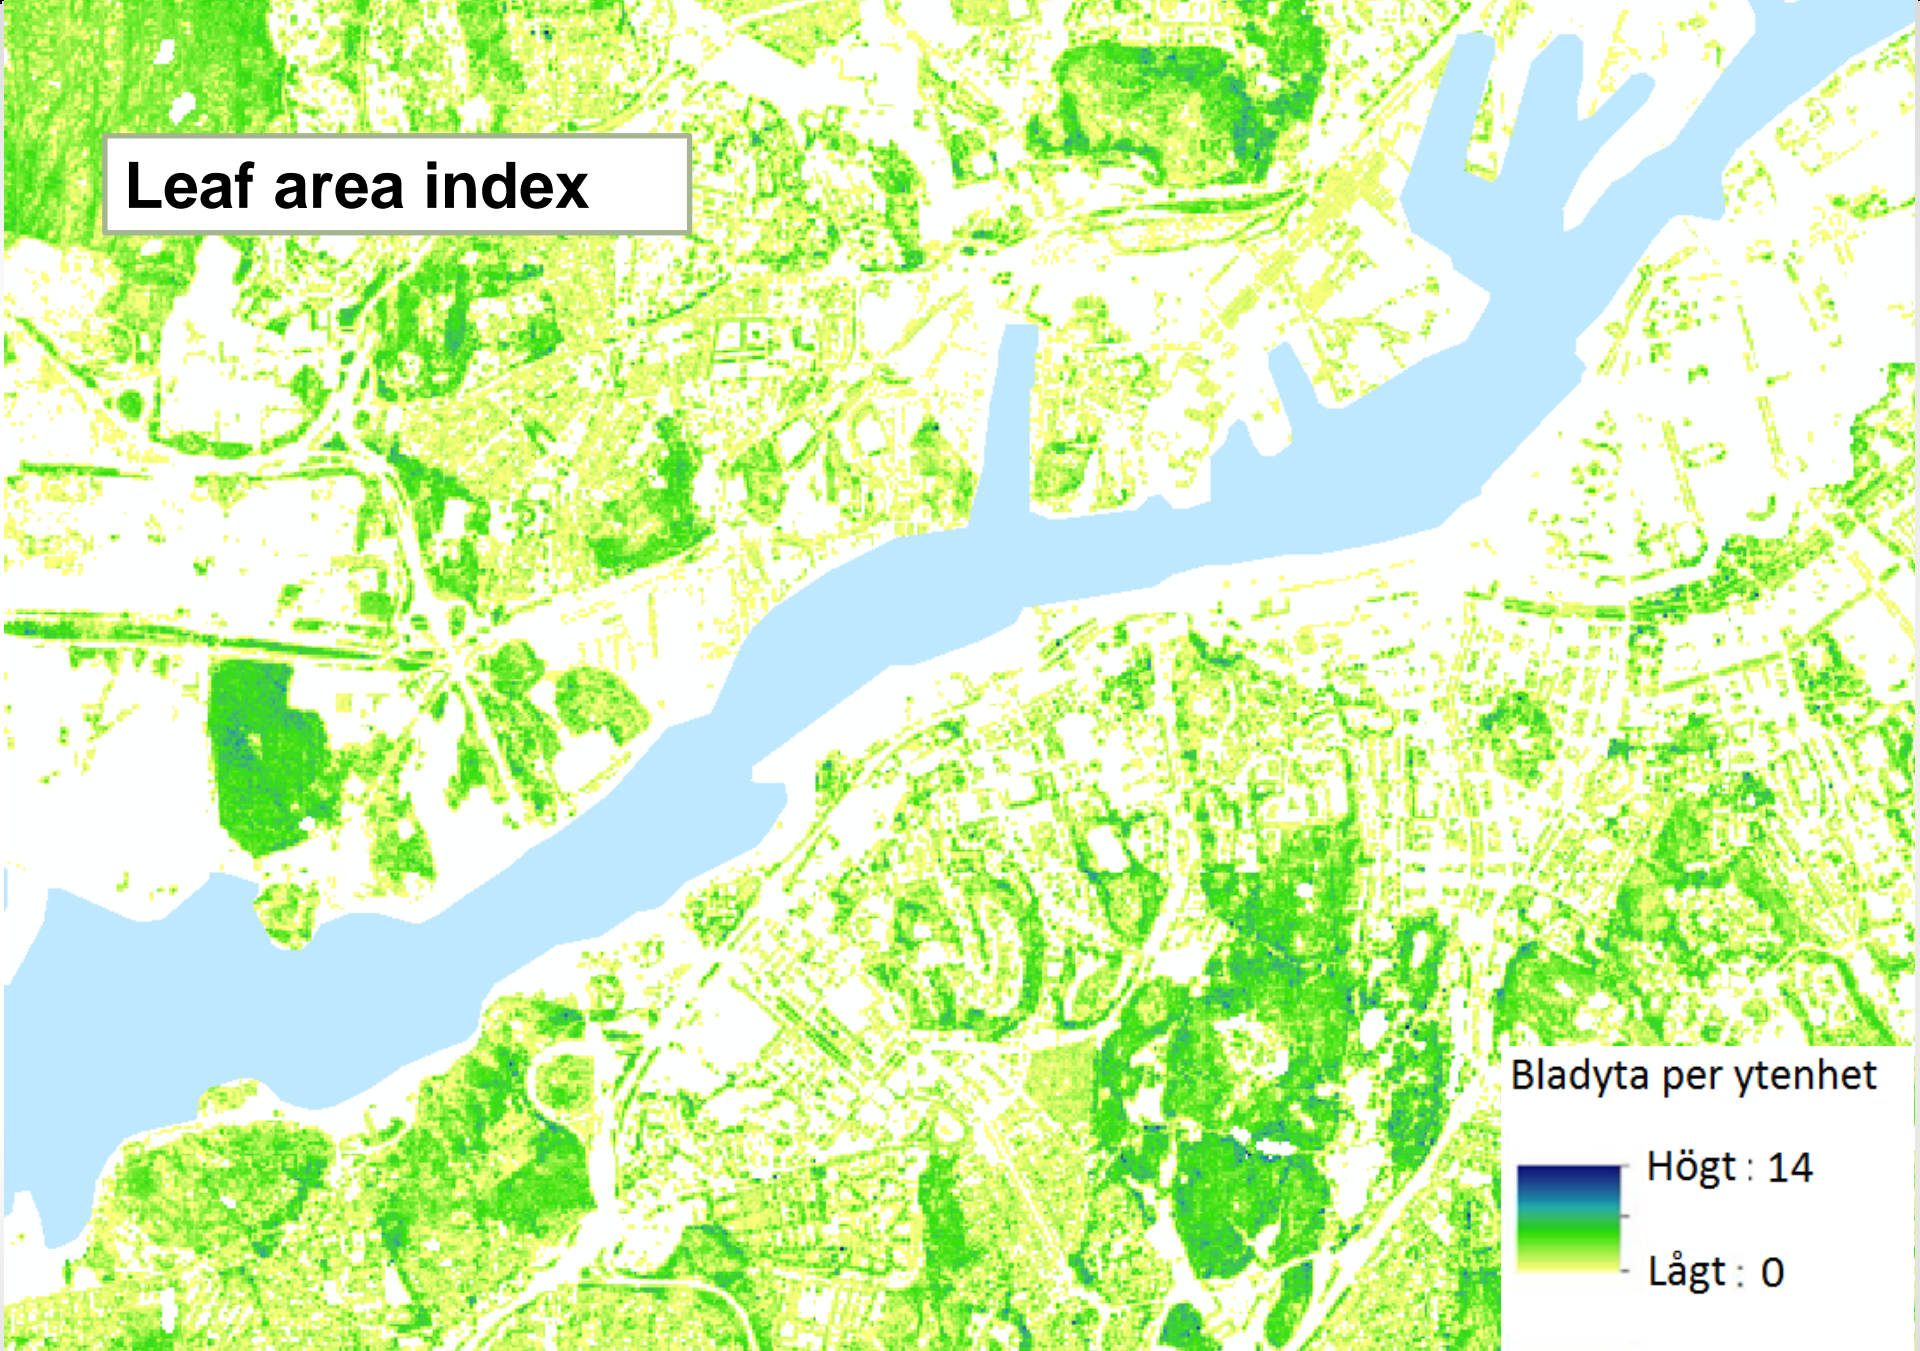 Leaf area index
Bladyta per ytenhet
Högt : 14
Lågt : 0